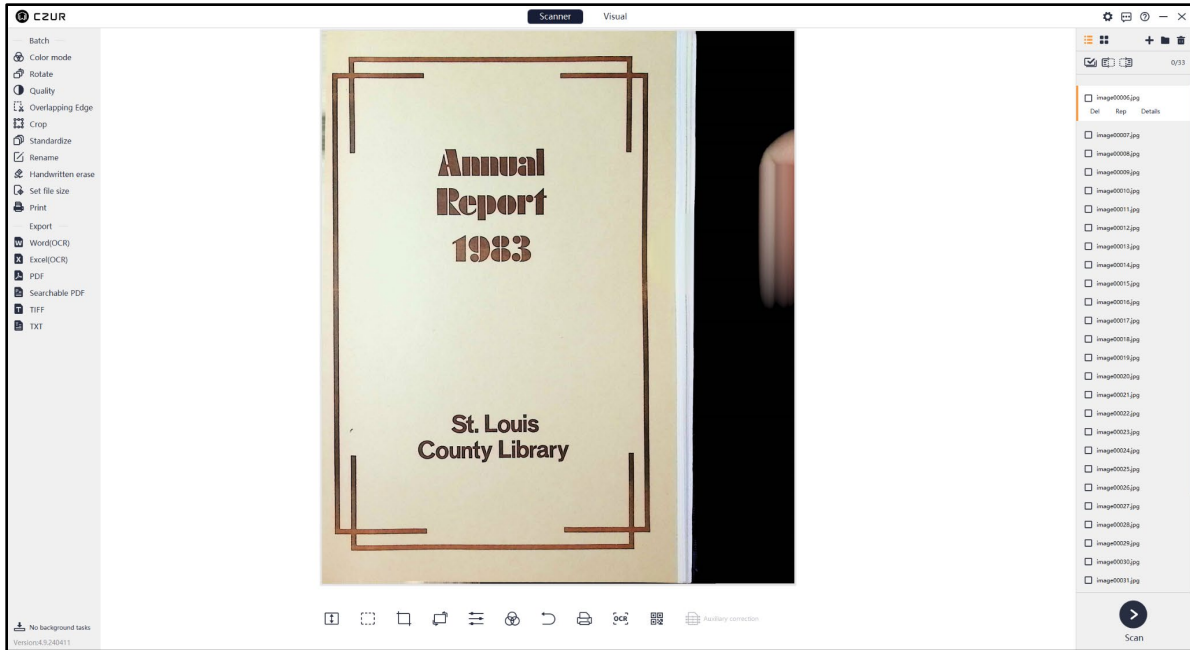 CZUR
Scanner
Visual
Batch
Color mode
Rotate
Quality
Overlapping Edge
Crop
Standardize
Rename
Handwritten erase
Set file size
Print
Export
Word(OCR)
Excel(OCR)
PDF
Searchable PDF
TIFF
TXT
No background tasks
Version:4.9.240411
Annual
Report
1983
St. Louis
County Library
OCR
Auxiliary correction
0/33
image00006.jpg
Del Rep Details
image00007.jpg
image00008.jpg
image00009.jpg
image00010.jpg
image00011.jpg
image00012.jpg
image00013.jpg
image00014.jpg
image00015.jpg
image00016.jpg
image00017.jpg
image00018.jpg
image00019.jpg
image00020.jpg
image00021.jpg
image00022.jpg
image00023.jpg
image00024.jpg
image00025.jpg
image00026.jpg
image00027.jpg
image00028.jpg
image00029.jpg
image00030.jpg
image00031.jpg
Scan